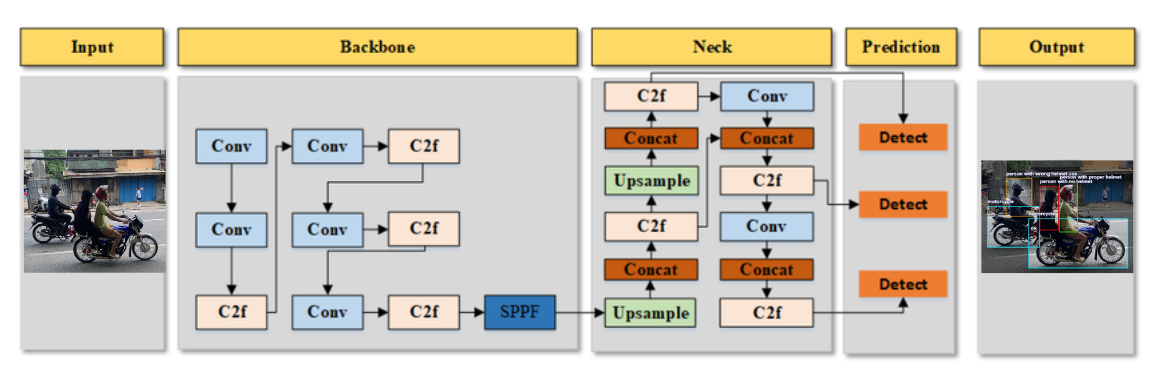 Input
Backbone
Neck
Prediction
Output
Conv
Conv
C2f
Conv
Conv
C2f
C2f
Conv
C2f
SPPF
C2f
Conv
Concat
Concat
Upsample
C2f
C2f
Conv
Concat
Concat
Upsample
C2f
Detect
Detect
Detect
person with wrong helmet use
person with proper helmet
person with no helmet
motorcycle
motorcycle